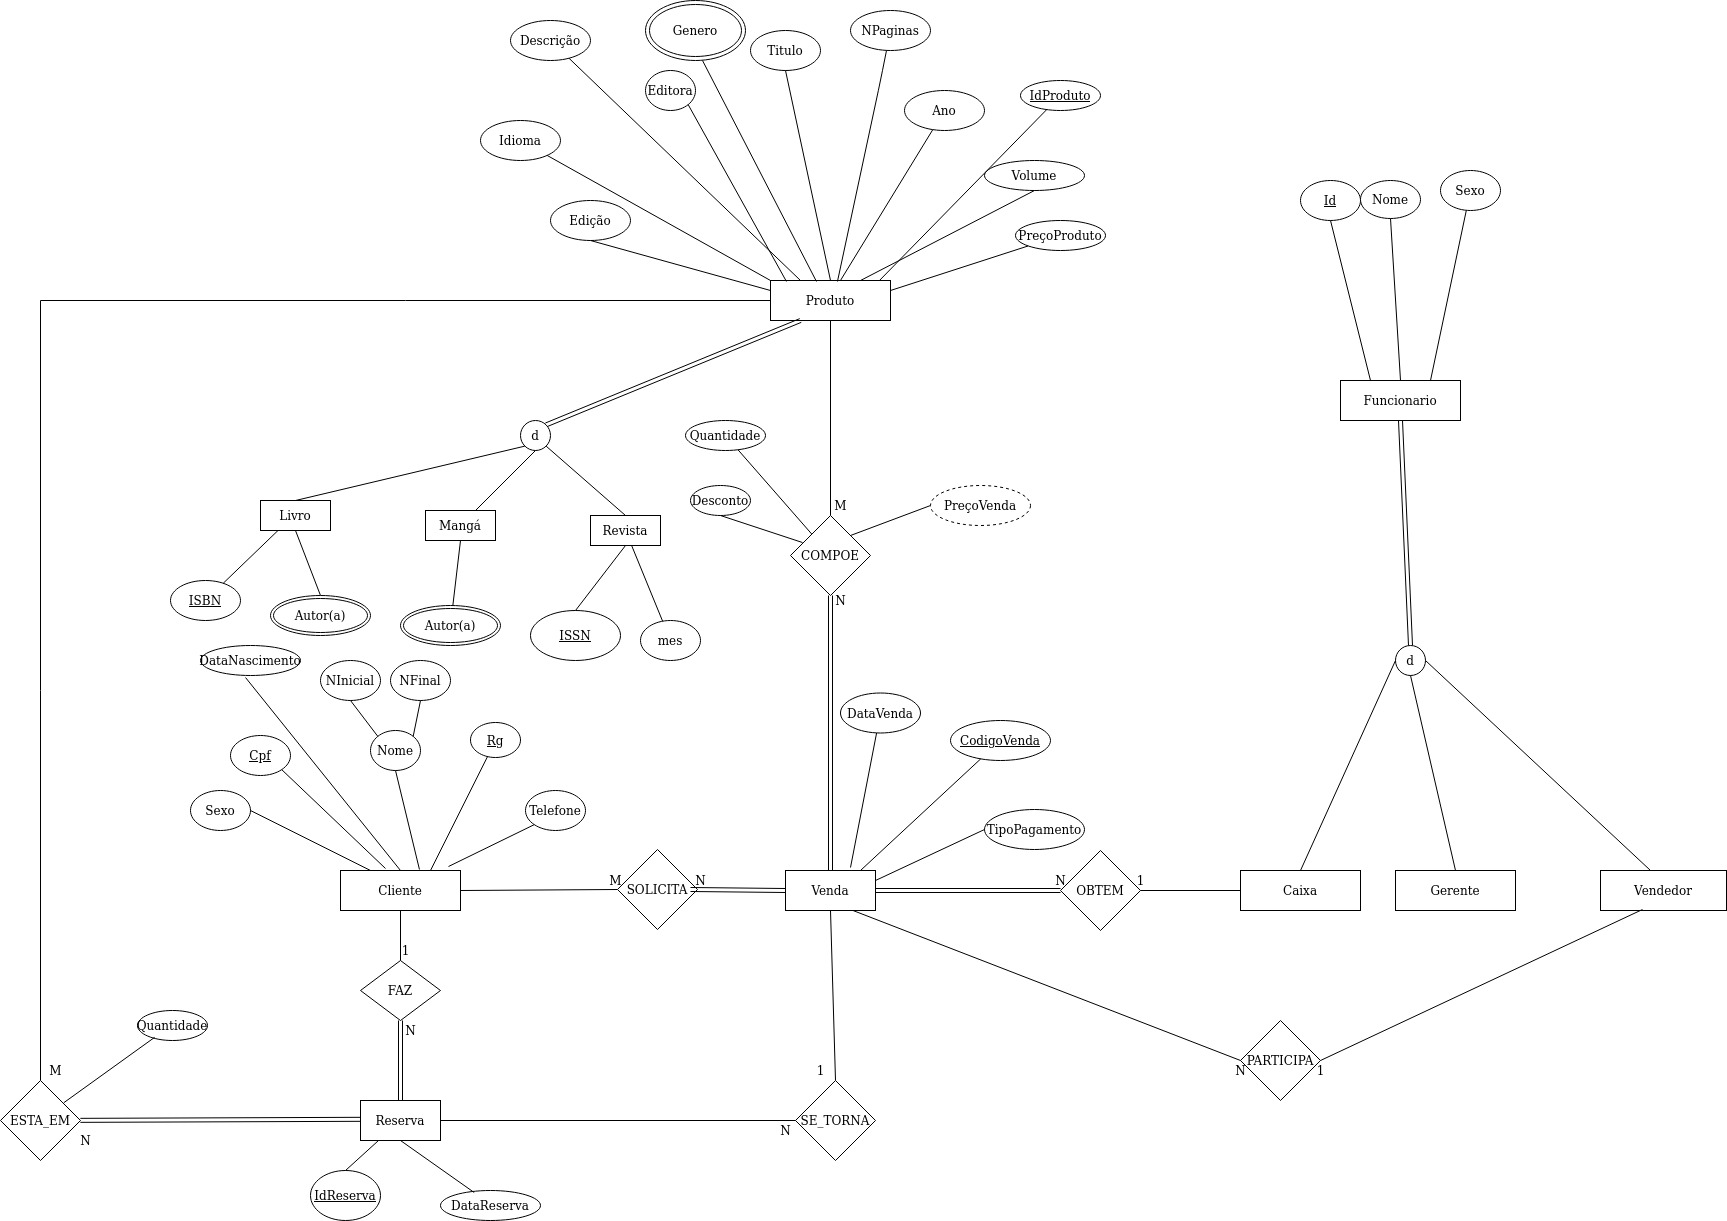 Genero
NPaginas
Descrição
Titulo
Editora
IdProduto
Ano
Idioma
Volume
Sexo
Nome
Id
Edição
PreçoProduto
Produto
Funcionario
d
Quantidade
Desconto
M
PreçoVenda
Livro
Mangá
Revista
COMPOE
N
ISBN
Autor(a)
Autor(a)
ISSN
mes
d
DataNascimento
NInicial
NFinal
DataVenda
Rg
CodigoVenda
Nome
Cpf
Sexo
Telefone
TipoPagamento
Cliente
M
SOLICITA
N
Venda
N
OBTEM
1
Caixa
Gerente
Vendedor
1
FAZ
N
Quantidade
M
1
N
PARTICIPA
1
ESTA_EM
N
Reserva
N
SE_TORNA
IdReserva
DataReserva